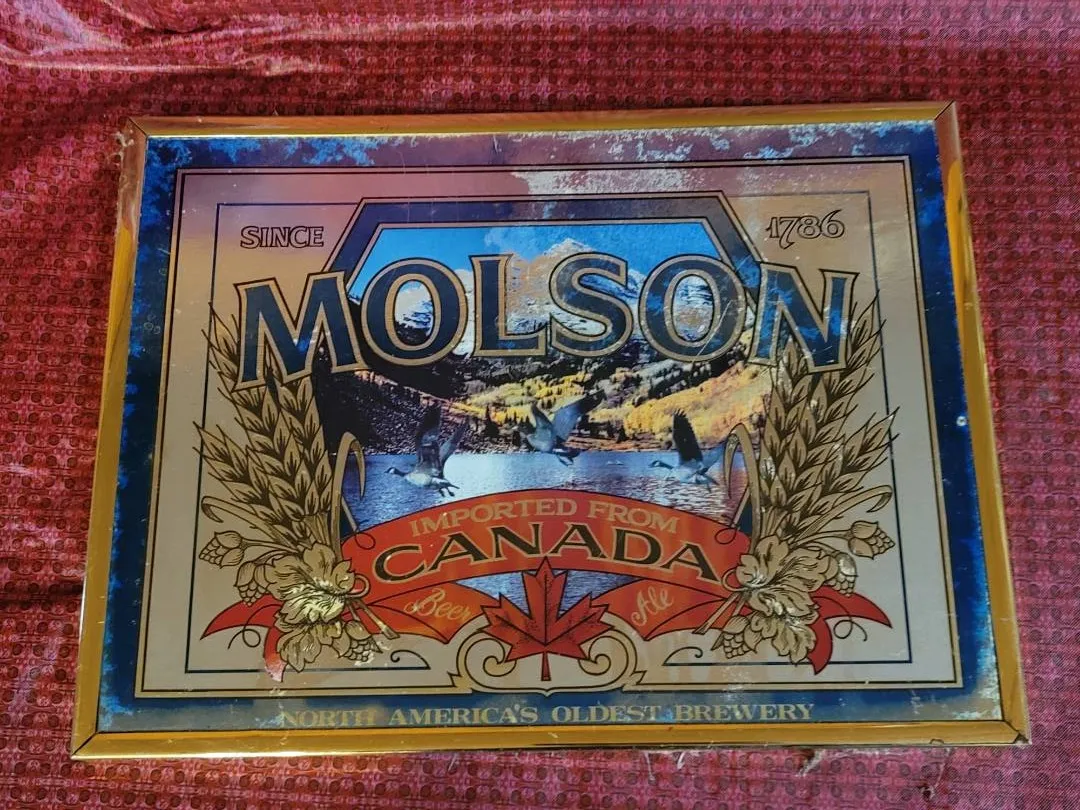 SINCE 1786
MOLSON
IMPORTED FROM
CANADA
Beer Ale
NORTH AMERICA'S OLDEST BREWERY